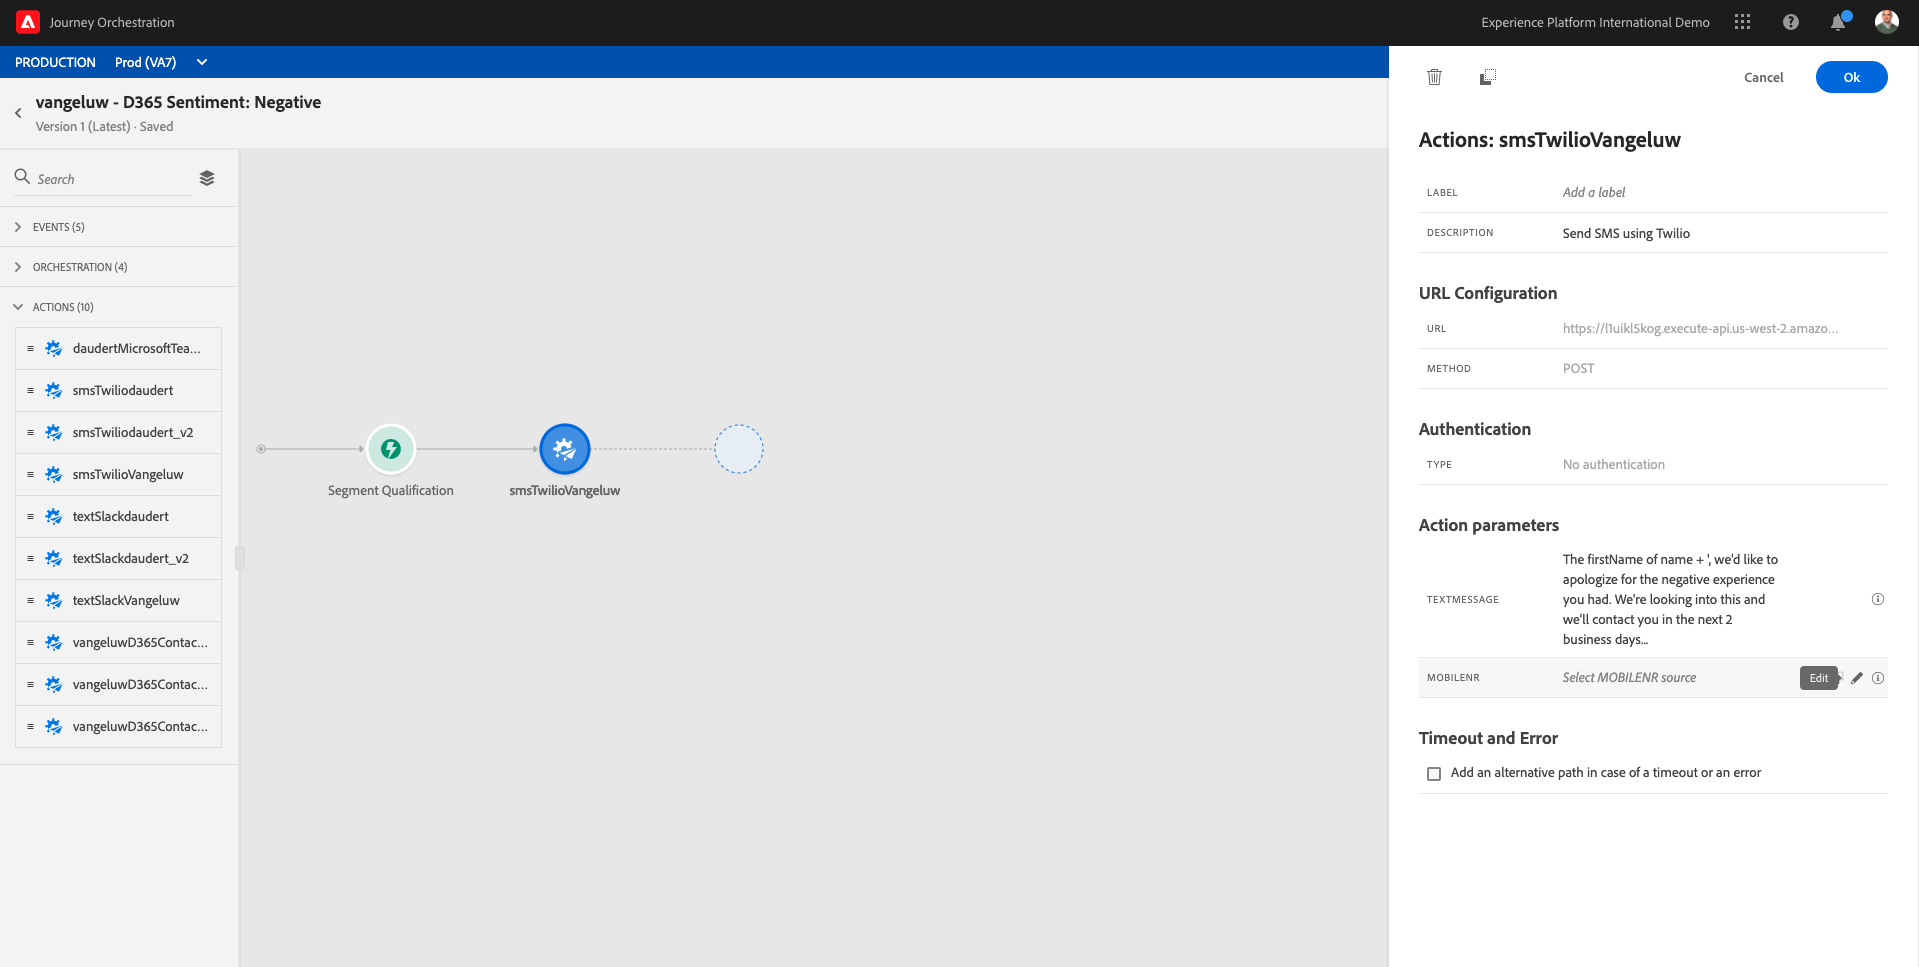 Journey Orchestration
Experience Platform International Demo
PRODUCTION Prod (VA7)
vangeluw - D365 Sentiment: Negative
Version 1 (Latest) · Saved
Search
EVENTS (5)
ORCHESTRATION (4)
ACTIONS (10)
daudertMicrosoftTea...
smsTwiliodaudert
smsTwiliodaudert_v2
smsTwilioVangeluw
textSlackdaudert
textSlackdaudert_v2
textSlackVangeluw
vangeluwD365Contac...
vangeluwD365Contac...
vangeluwD365Contac...
Segment Qualification
smsTwilioVangeluw
Cancel
Ok
Actions: smsTwilioVangeluw
LABEL Add a label
DESCRIPTION Send SMS using Twilio
URL Configuration
URL https://l1uikl5kog.execute-api.us-west-2.amazo...
METHOD POST
Authentication
TYPE No authentication
Action parameters
TEXTMESSAGE
The firstName of name + ', we'd like to
apologize for the negative experience
you had. We're looking into this and
we'll contact you in the next 2
business days...
MOBILENR Select MOBILENR source
Edit
Timeout and Error
Add an alternative path in case of a timeout or an error